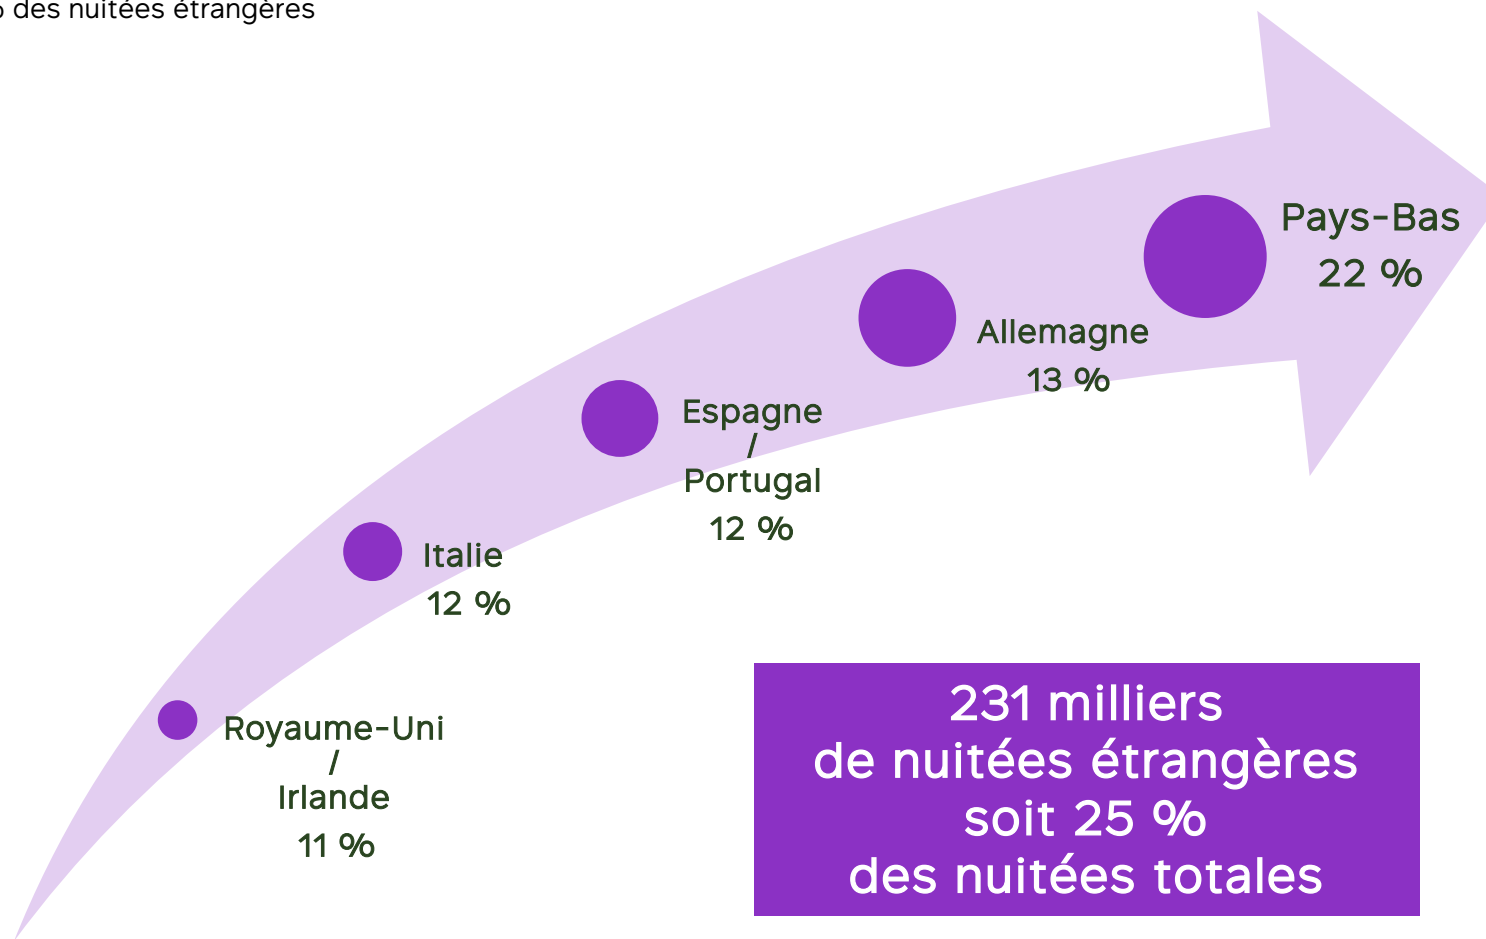 % des nuitées étrangères
Pays-Bas
22 %
Allemagne
13 %
Espagne
/
Portugal
12 %
Italie
12 %
Royaume-Uni
/
Irlande
11 %
231 milliers
de nuitées étrangères
soit 25 %
des nuitées totales